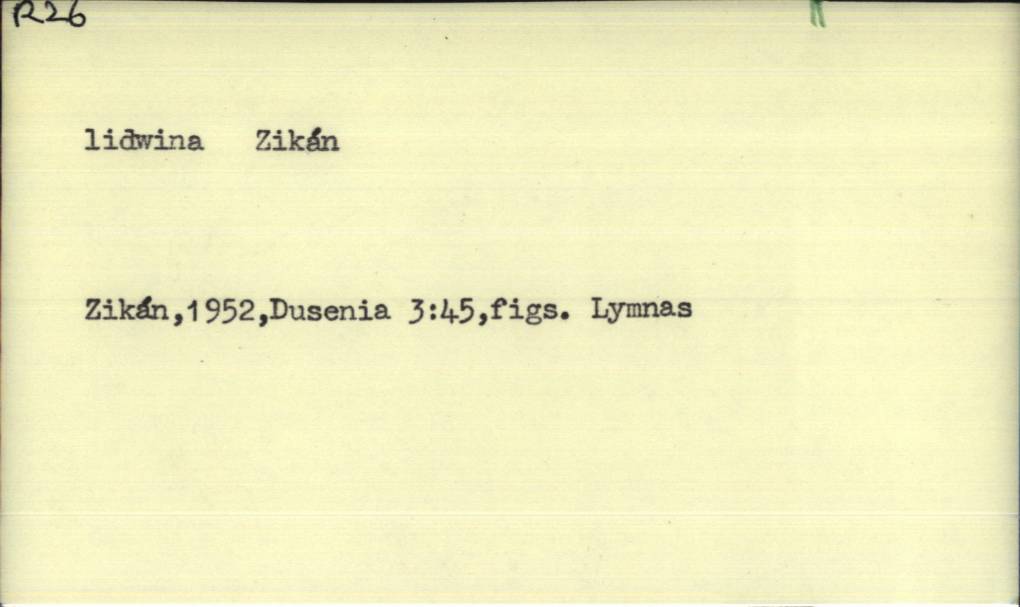 R26
lidwina Zikán
Zikán,1952,Dusenia 3:45,figs. Lymnas